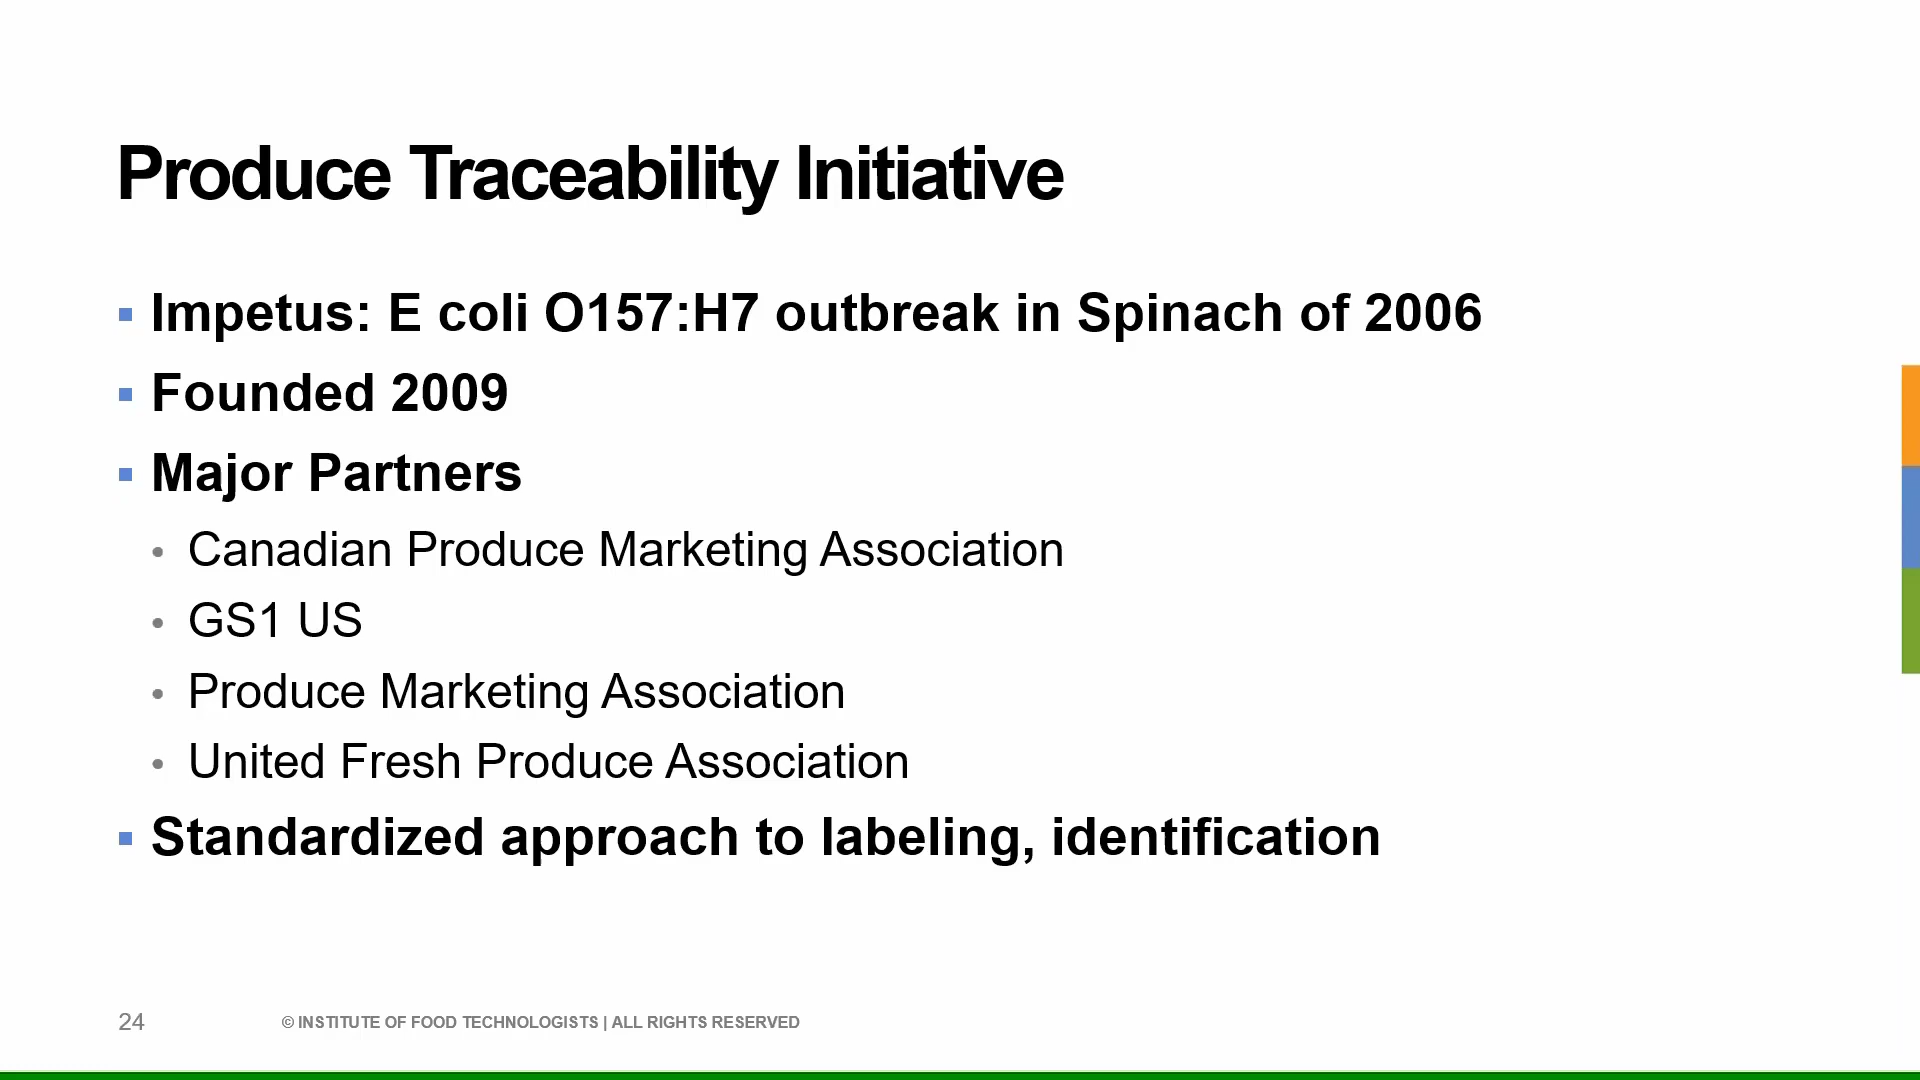 Produce Traceability Initiative
▪ Impetus: E coli O157:H7 outbreak in Spinach of 2006
▪ Founded 2009
▪ Major Partners
• Canadian Produce Marketing Association
• GS1 US
• Produce Marketing Association
• United Fresh Produce Association
▪ Standardized approach to labeling, identification
24 © INSTITUTE OF FOOD TECHNOLOGISTS | ALL RIGHTS RESERVED